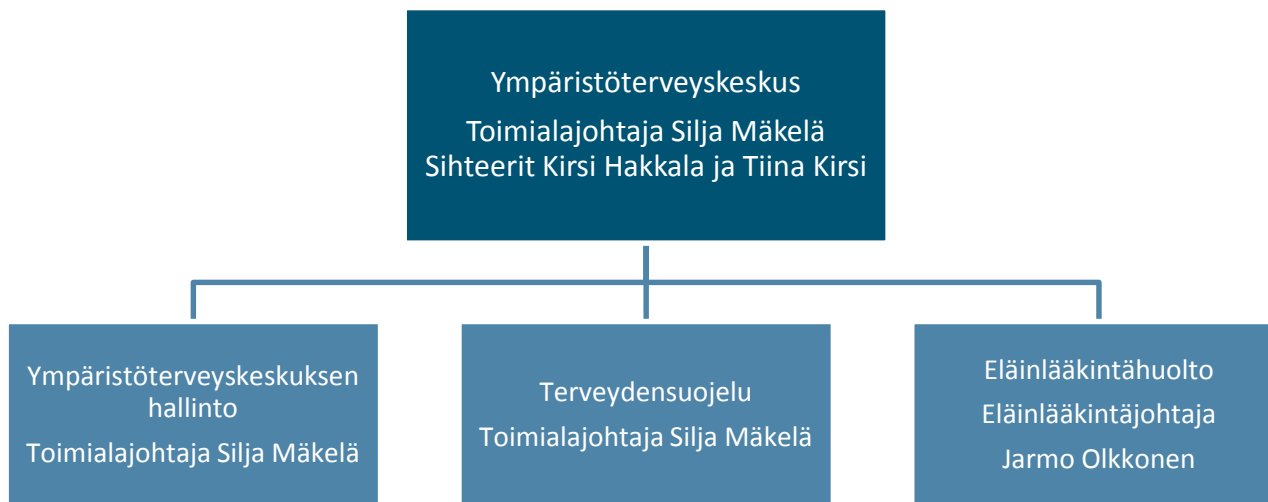 Ympäristöterveyskeskus
Toimialajohtaja Silja Mäkelä
Sihteerit Kirsi Hakkala ja Tiina Kirsi
Ympäristöterveyskeskuksen
hallinto
Toimialajohtaja Silja Mäkelä
Terveydensuojelu
Toimialajohtaja Silja Mäkelä
Eläinlääkintähuolto
Eläinlääkintäjohtaja
Jarmo Olkkonen